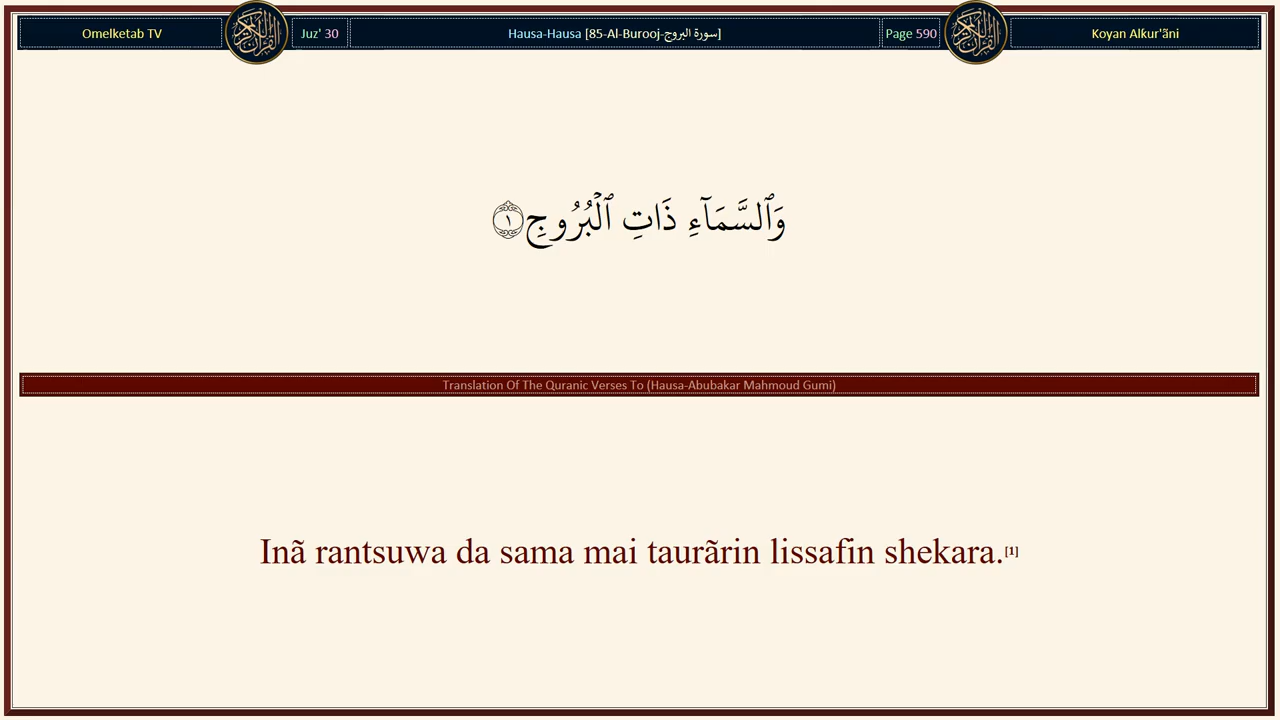 Omelketab TV
Juz' 30
Hausa-Hausa [85-Al-Burooj-سورة البروج]
Page 590
Koyan Alƙur'ãni
وَٱلسَّمَآءِ ذَاتِ ٱلۡبُرُوجِ ١
Translation Of The Quranic Verses To (Hausa-Abubakar Mahmoud Gumi)
Inã rantsuwa da sama mai taurãrin lissafin shekara.[1]